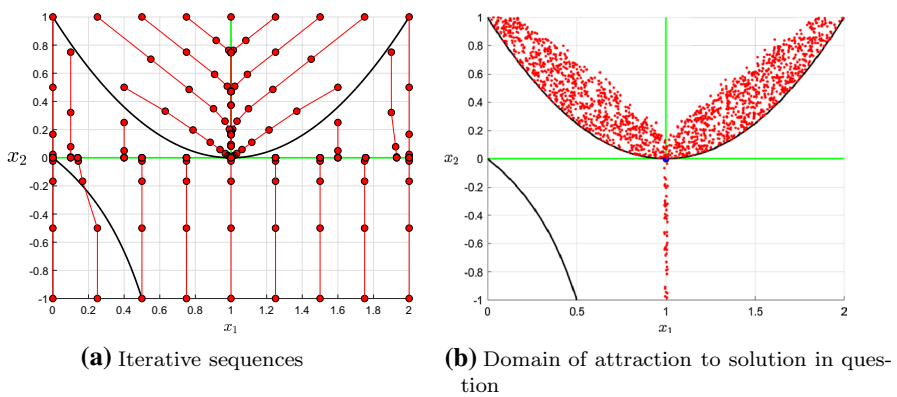 1
0.8
0.6
0.4
0.2
x₂ 0
-0.2
-0.4
-0.6
-0.8
-1
0 0.2 0.4 0.6 0.8 1 1.2 1.4 1.6 1.8 2
x₁
(a) Iterative sequences
1
0.8
0.6
0.4
0.2
x₂ 0
-0.2
-0.4
-0.6
-0.8
-1
0 0.5 1 1.5 2
x₁
(b) Domain of attraction to solution in ques-
tion